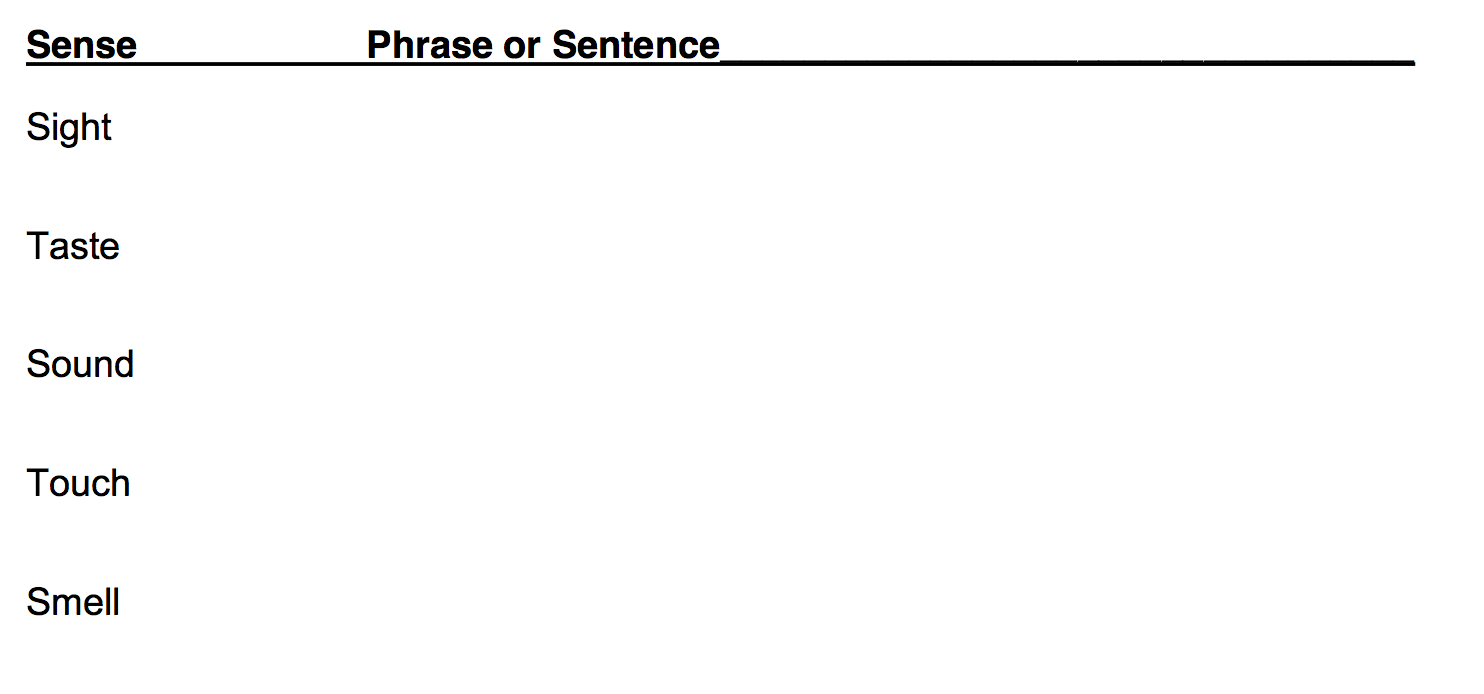 Sense Phrase or Sentence
Sight
Taste
Sound
Touch
Smell